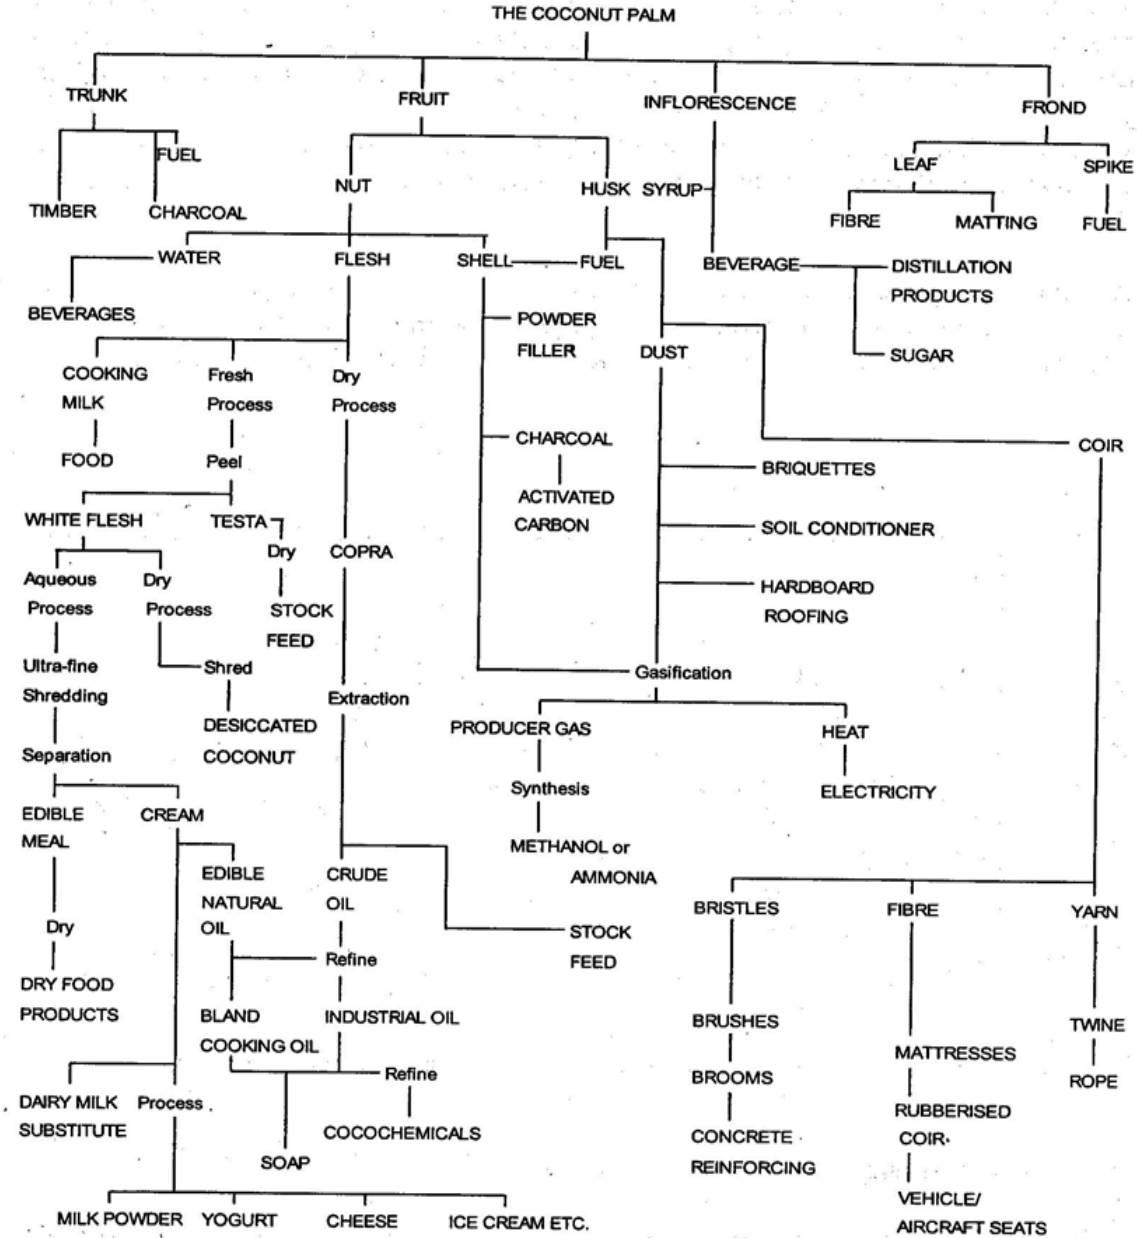 THE COCONUT PALM
TRUNK
FRUIT
INFLORESCENCE
FROND
FUEL
LEAF
SPIKE
NUT
HUSK
SYRUP
TIMBER
CHARCOAL
FIBRE
MATTING
FUEL
WATER
FLESH
SHELL
FUEL
BEVERAGE
DISTILLATION
PRODUCTS
BEVERAGES
POWDER
FILLER
DUST
SUGAR
COOKING
MILK
Fresh
Process
Dry
Process
CHARCOAL
COIR
FOOD
Peel
BRIQUETTES
ACTIVATED
CARBON
WHITE FLESH
TESTA
SOIL CONDITIONER
Dry
COPRA
Aqueous
Process
Dry
Process
HARDBOARD
ROOFING
STOCK
FEED
Ultra-fine
Shredding
Shred
Gasification
Extraction
DESICCATED
COCONUT
PRODUCER GAS
HEAT
Separation
Synthesis
ELECTRICITY
EDIBLE
MEAL
CREAM
METHANOL or
AMMONIA
EDIBLE
NATURAL
OIL
CRUDE
OIL
BRISTLES
FIBRE
YARN
Dry
STOCK
FEED
Refine
DRY FOOD
PRODUCTS
BLAND
COOKING OIL
INDUSTRIAL OIL
BRUSHES
TWINE
MATTRESSES
Refine
BROOMS
ROPE
DAIRY MILK
SUBSTITUTE
Process
RUBBERISED
COIR
COCOCHEMICALS
CONCRETE
REINFORCING
SOAP
VEHICLE/
AIRCRAFT SEATS
MILK POWDER
YOGURT
CHEESE
ICE CREAM ETC.